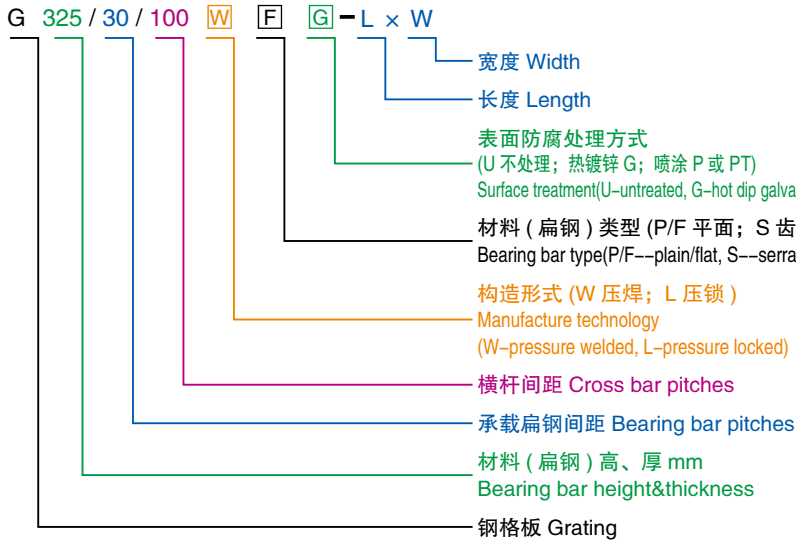 G 325 / 30 / 100 W F G - L × W
宽度 Width
长度 Length
表面防腐处理方式
(U 不处理；热镀锌 G；喷涂 P 或 PT)
Surface treatment(U-untreated, G-hot dip galva
材料 ( 扁钢 ) 类型 (P/F 平面；S 齿
Bearing bar type(P/F--plain/flat, S--serra
构造形式 (W 压焊；L 压锁 )
Manufacture technology
(W-pressure welded, L-pressure locked)
横杆间距 Cross bar pitches
承载扁钢间距 Bearing bar pitches
材料 ( 扁钢 ) 高、厚 mm
Bearing bar height&thickness
钢格板 Grating